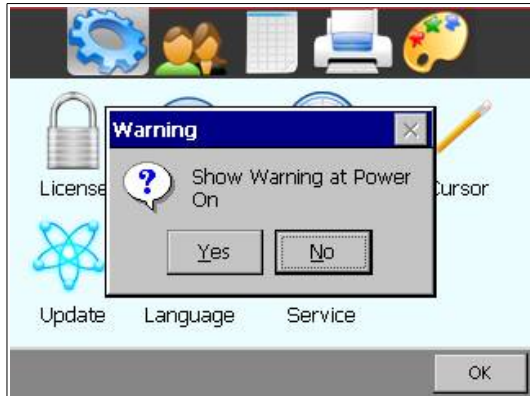 Warning
Show Warning at Power
On
Yes No
License Cursor
Update Language Service
OK